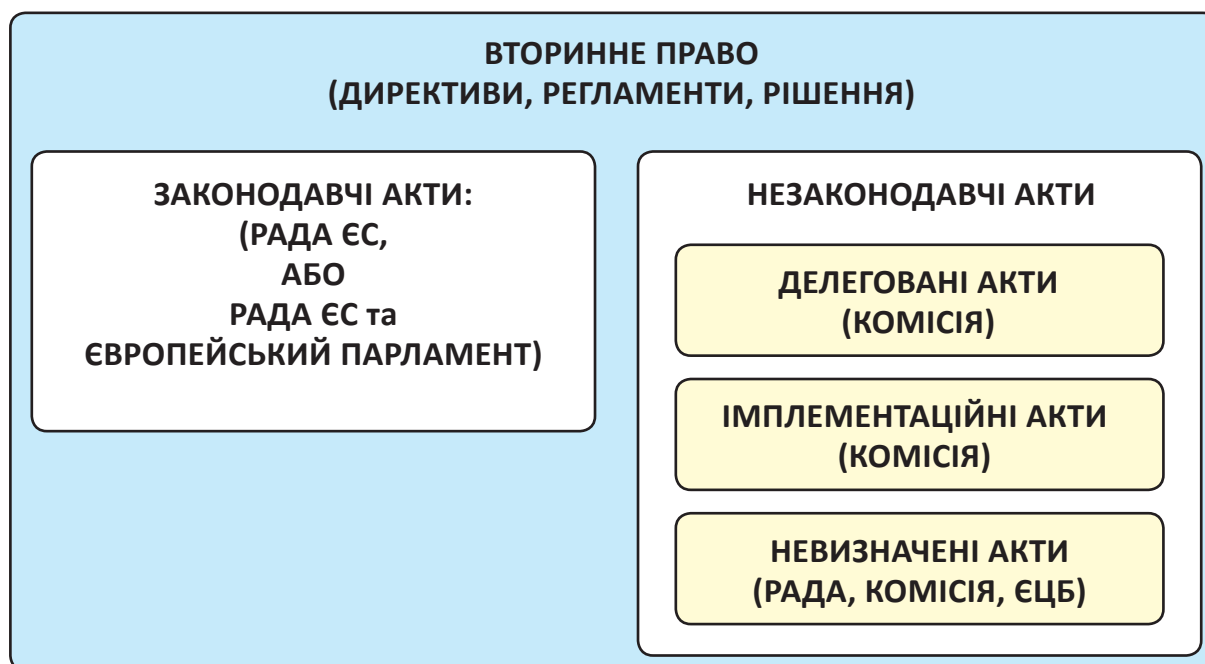 ВТОРИННЕ ПРАВО
(ДИРЕКТИВИ, РЕГЛАМЕНТИ, РІШЕННЯ)
ЗАКОНОДАВЧІ АКТИ:
(РАДА ЄС,
АБО
РАДА ЄС та
ЄВРОПЕЙСЬКИЙ ПАРЛАМЕНТ)
НЕЗАКОНОДАВЧІ АКТИ
ДЕЛЕГОВАНІ АКТИ
(КОМІСІЯ)
ІМПЛЕМЕНТАЦІЙНІ АКТИ
(КОМІСІЯ)
НЕВИЗНАЧЕНІ АКТИ
(РАДА, КОМІСІЯ, ЄЦБ)